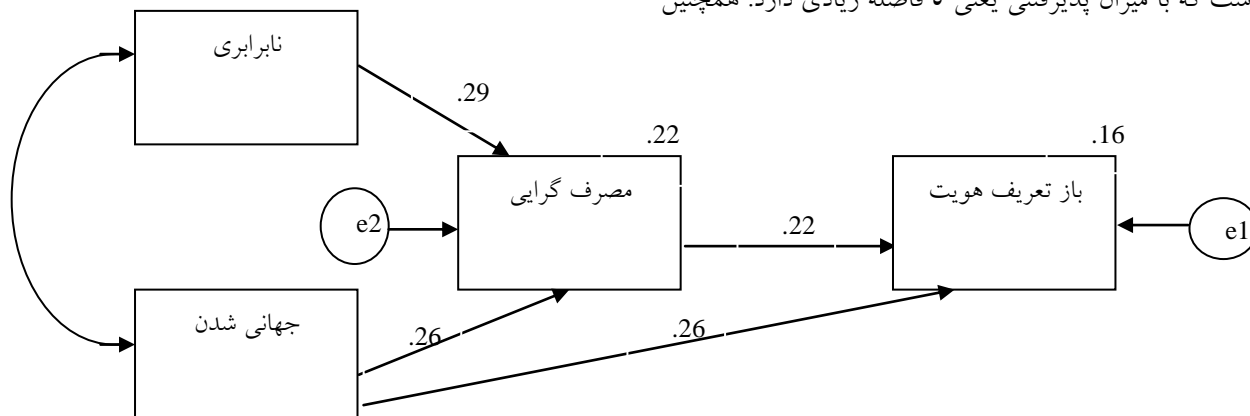 ست که با میزان پذیرفتنی یعنی ۵ فاصله زیادی دارد. همچنین
نابرابری
.29
.22
.16
مصرف گرایی
باز تعریف هویت
e2
.22
e1
جهانی شدن
.26
.26